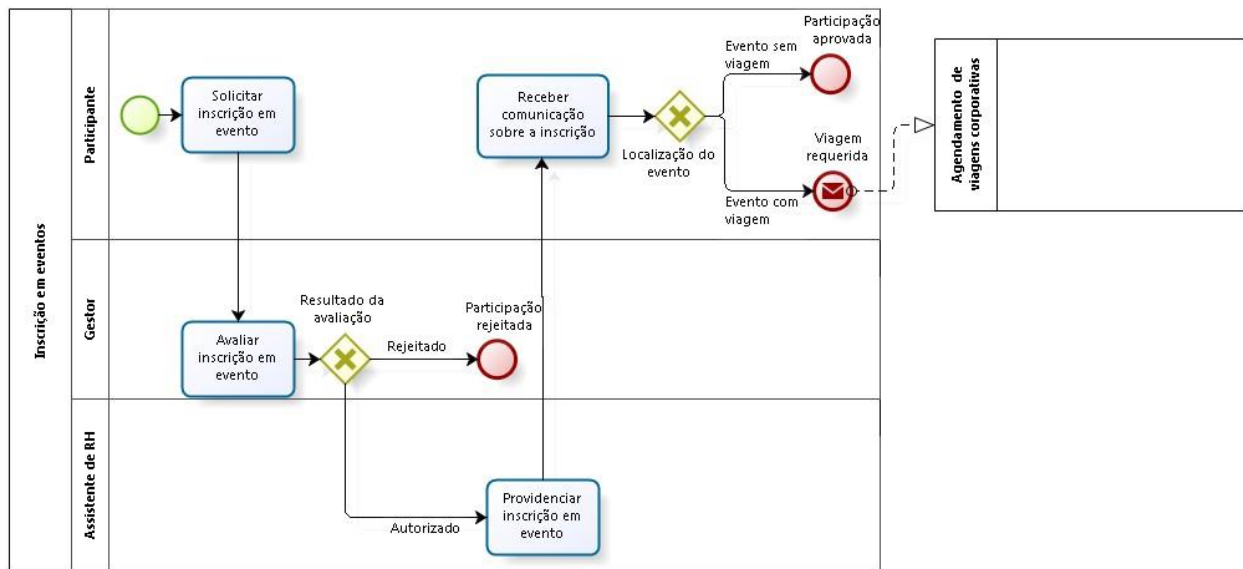 Inscrição em eventos
Participante
Solicitar
inscrição em
evento
Receber
comunicação
sobre a inscrição
Localização do
evento
Evento sem
viagem
Participação
aprovada
Evento com
viagem
Viagem
requerida
Agendamento de
viagens corporativas
Gestor
Avaliar
inscrição em
evento
Resultado da
avaliação
Rejeitado
Participação
rejeitada
Assistente de RH
Autorizado
Providenciar
inscrição em
evento